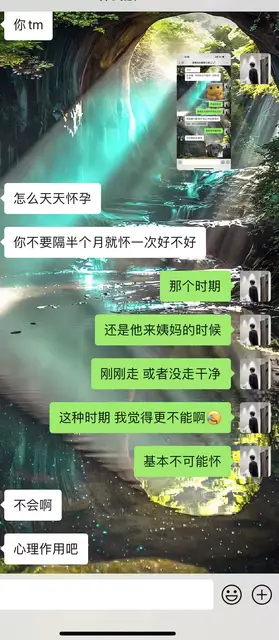 你tm
怎么天天怀孕
你不要隔半个月就怀一次好不好
那个时期
还是他来姨妈的时候
刚刚走 或者没走干净
这种时期 我觉得更不能啊
基本不可能怀
不会啊
心理作用吧